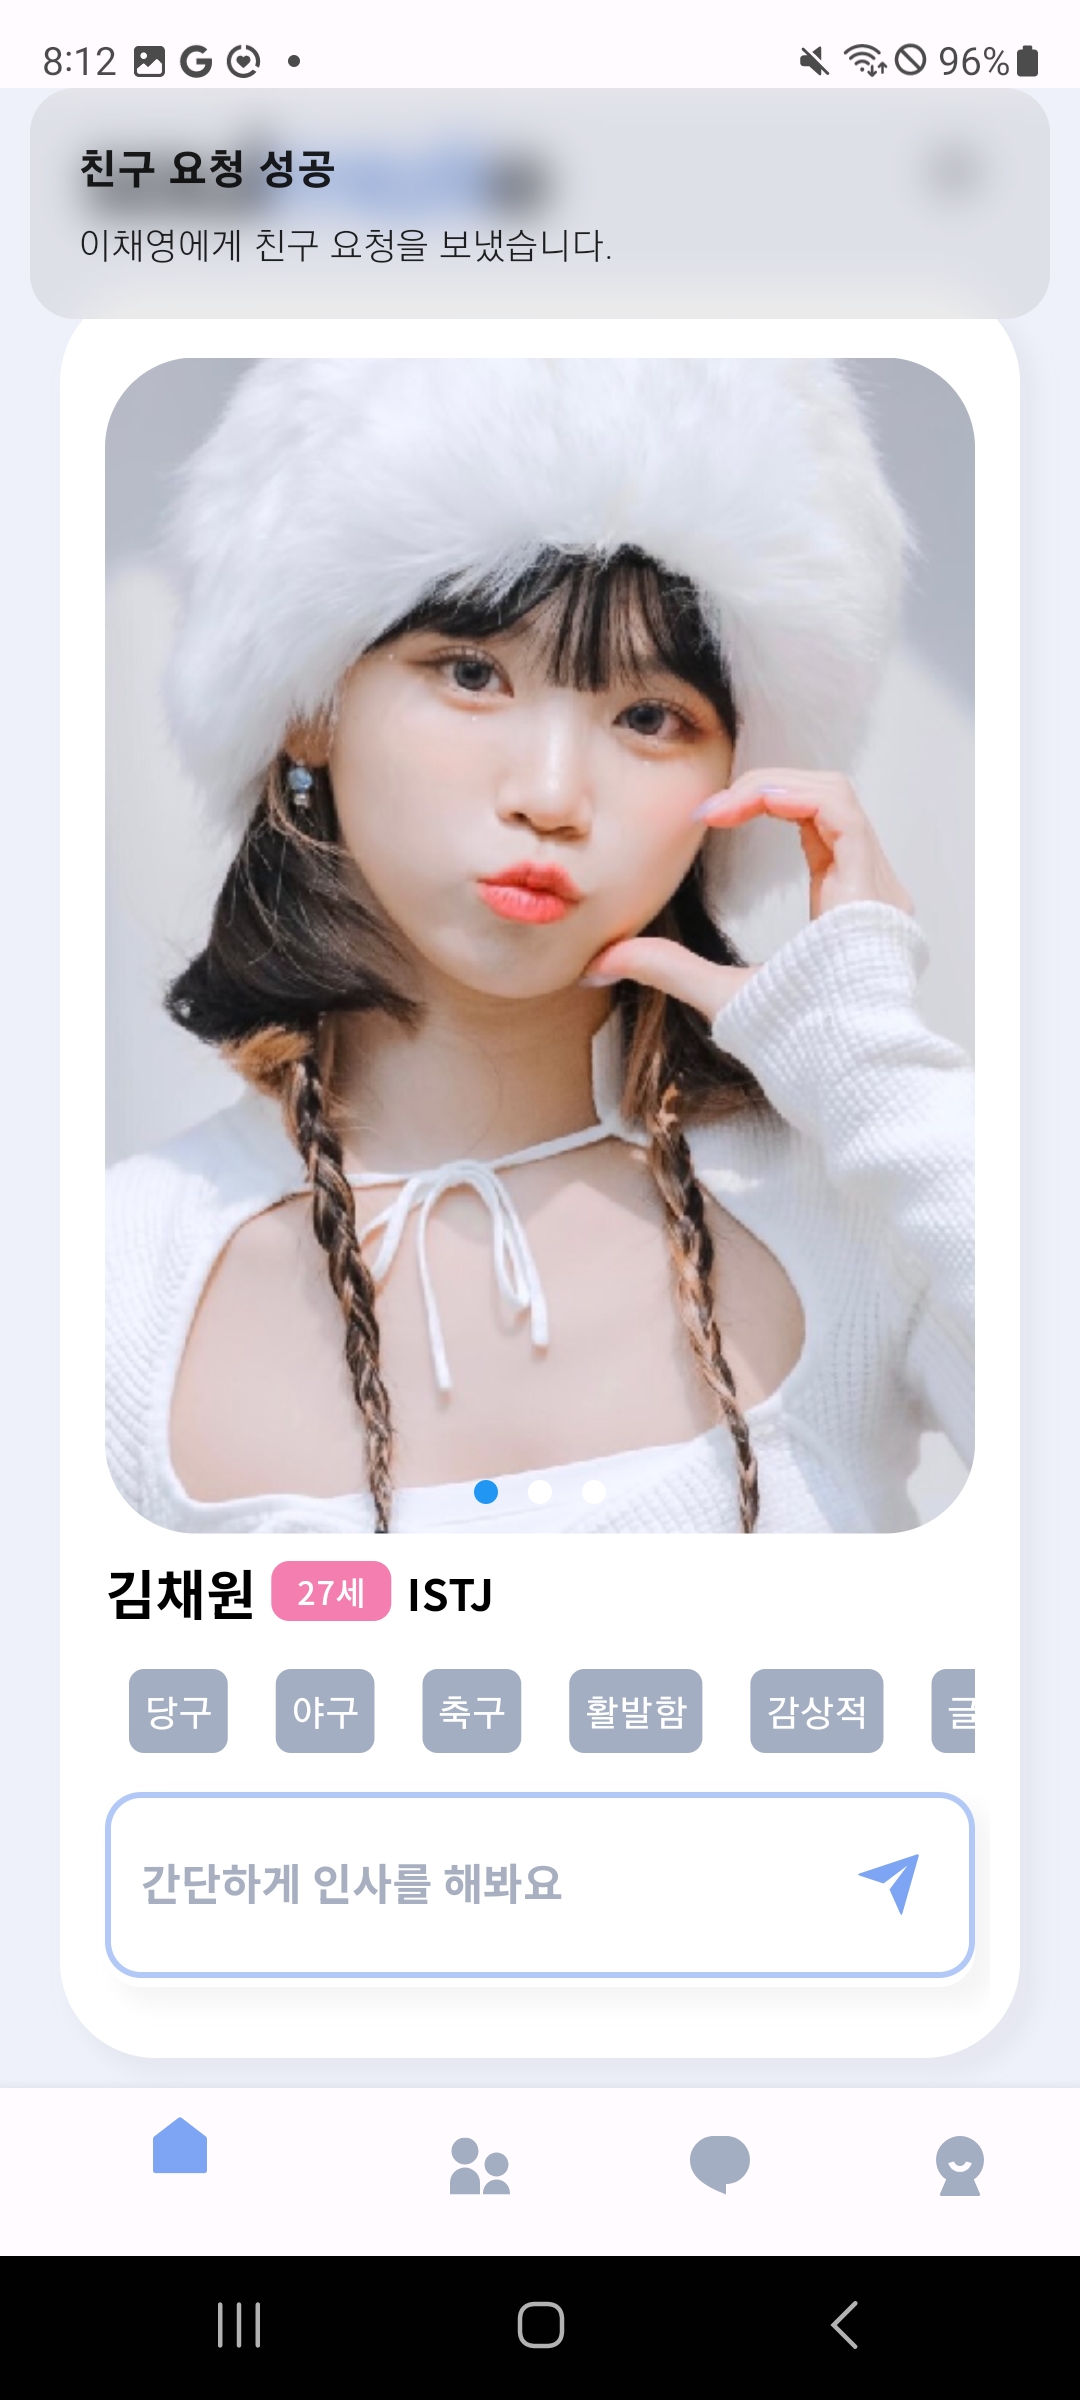 8:12 96%
친구 요청 성공
이채영에게 친구 요청을 보냈습니다.
김채원 27세 ISTJ
당구 야구 축구 활발함 감상적
간단하게 인사를 해봐요